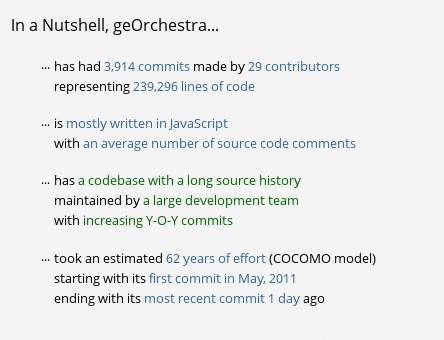 In a Nutshell, geOrchestra...
... has had 3,914 commits made by 29 contributors
representing 239,296 lines of code
... is mostly written in JavaScript
with an average number of source code comments
... has a codebase with a long source history
maintained by a large development team
with increasing Y-O-Y commits
... took an estimated 62 years of effort (COCOMO model)
starting with its first commit in May, 2011
ending with its most recent commit 1 day ago